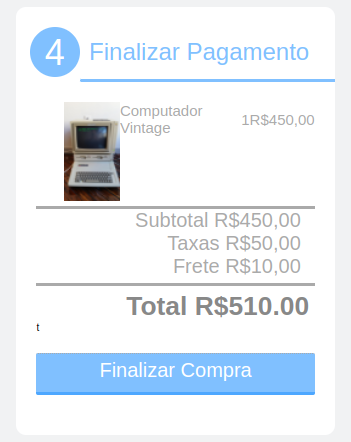 4 Finalizar Pagamento
Computador
Vintage
1R$450,00
Subtotal R$450,00
Taxas R$50,00
Frete R$10,00
Total R$510.00
t
Finalizar Compra